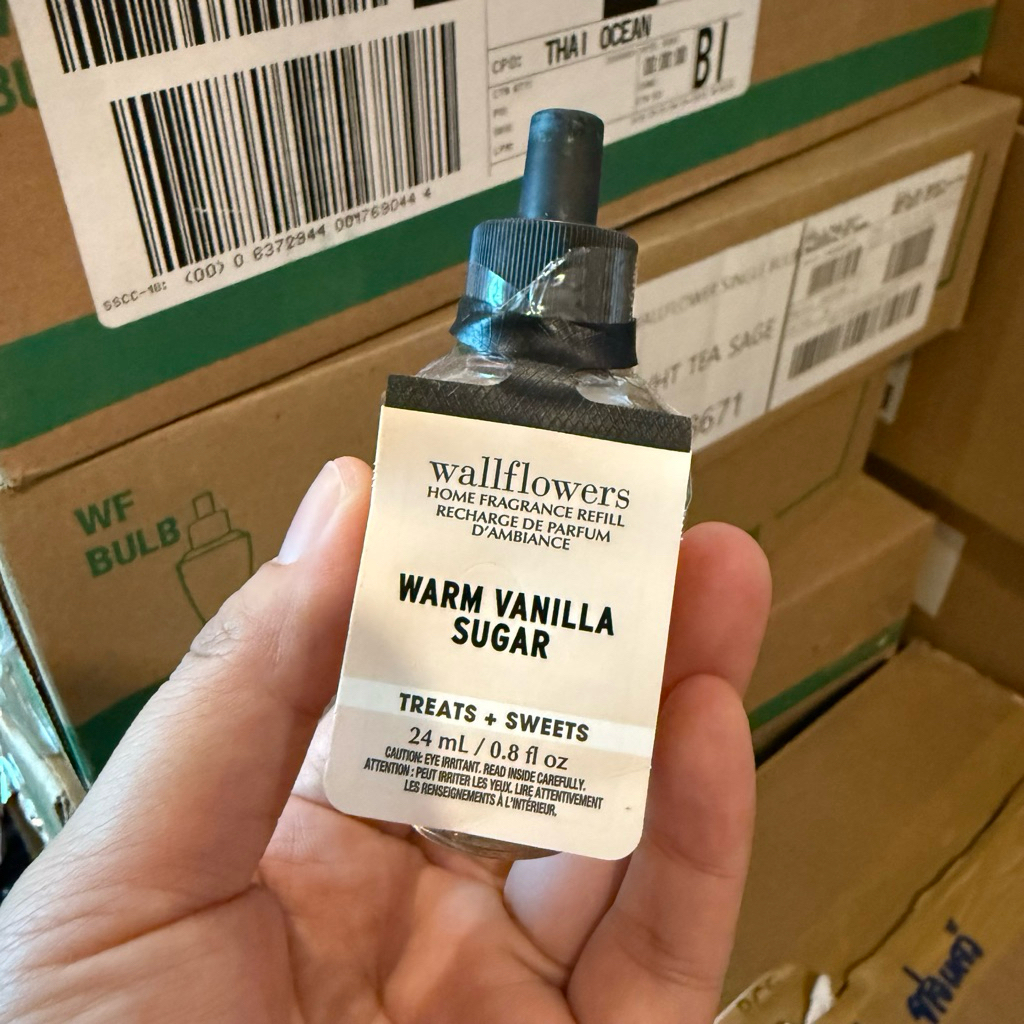 CPO: THAI OCEAN
B1
SSCC-18: (00) 0 6372944 001769044 4
WF
BULB
HT TEA SAGE
671
wallflowers
HOME FRAGRANCE REFILL
RECHARGE DE PARFUM
D'AMBIANCE
WARM VANILLA
SUGAR
TREATS + SWEETS
24 mL / 0.8 fl oz
CAUTION: EYE IRRITANT. READ INSIDE CAREFULLY.
ATTENTION : PEUT IRRITER LES YEUX. LIRE ATTENTIVEMENT
LES RENSEIGNEMENTS À L'INTÉRIEUR.